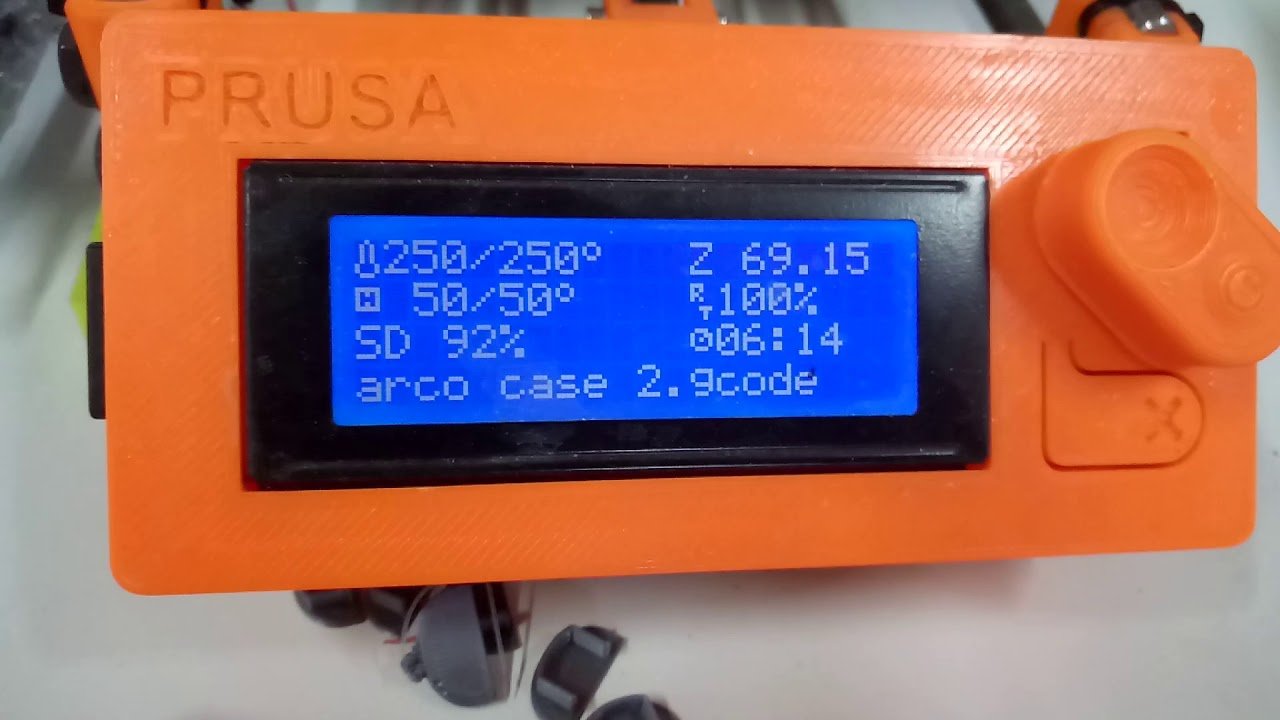 PRUSA
250/250° Z 69.15
50/50° 100%
SD 92% 06:14
arco case 2.gcode